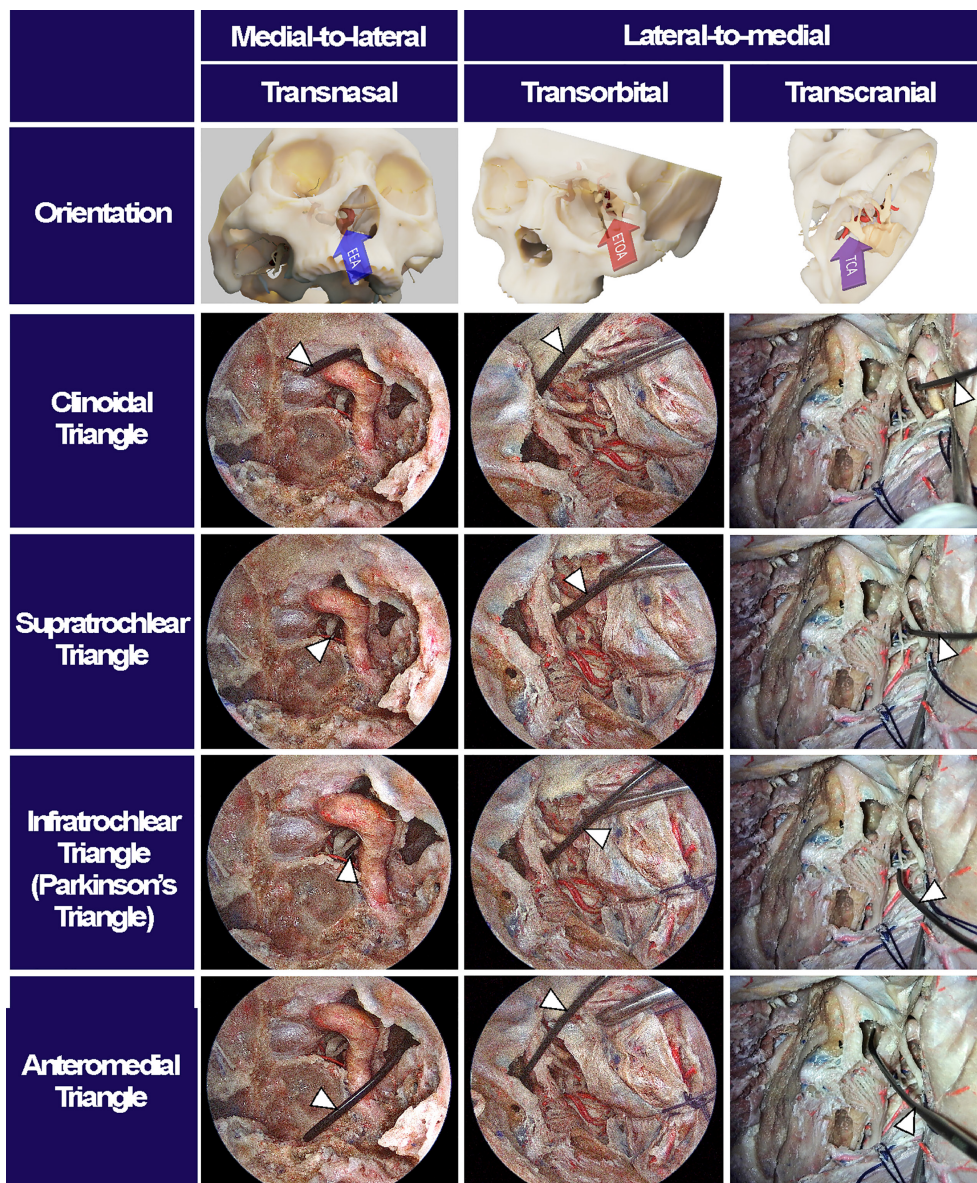 Medial-to-lateral
Lateral-to-medial
Transnasal
Transorbital
Transcranial
Orientation
EEA
ETOA
TCA
Clinoidal
Triangle
Supratrochlear
Triangle
Infratrochlear
Triangle
(Parkinson's
Triangle)
Anteromedial
Triangle